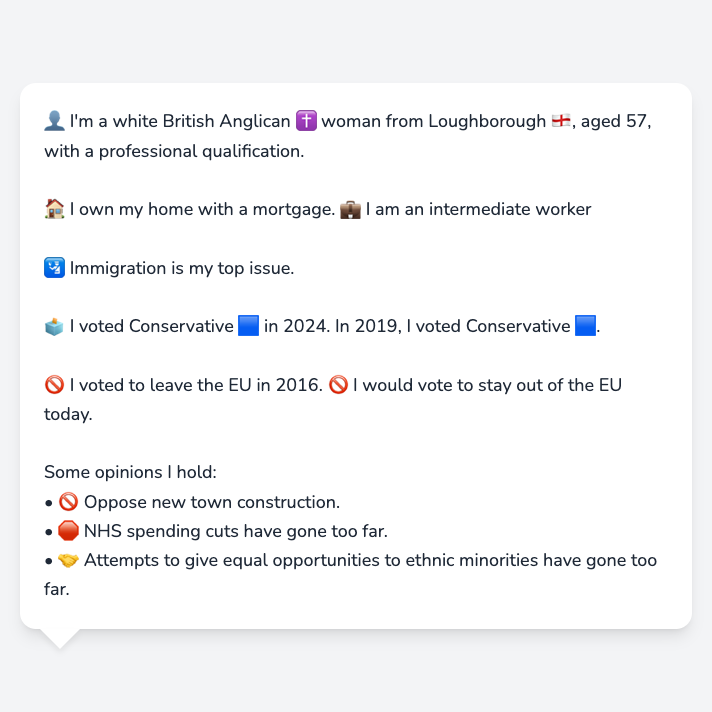 👤 I'm a white British Anglican ✝️ woman from Loughborough 🏴󠁧󠁢󠁥󠁮󠁧󠁿, aged 57,
with a professional qualification.
🏠 I own my home with a mortgage. 💼 I am an intermediate worker
🛂 Immigration is my top issue.
🗳️ I voted Conservative 🟦 in 2024. In 2019, I voted Conservative 🟦.
🚫 I voted to leave the EU in 2016. 🚫 I would vote to stay out of the EU
today.
Some opinions I hold:
• 🚫 Oppose new town construction.
• 🛑 NHS spending cuts have gone too far.
• 🤝 Attempts to give equal opportunities to ethnic minorities have gone too
far.